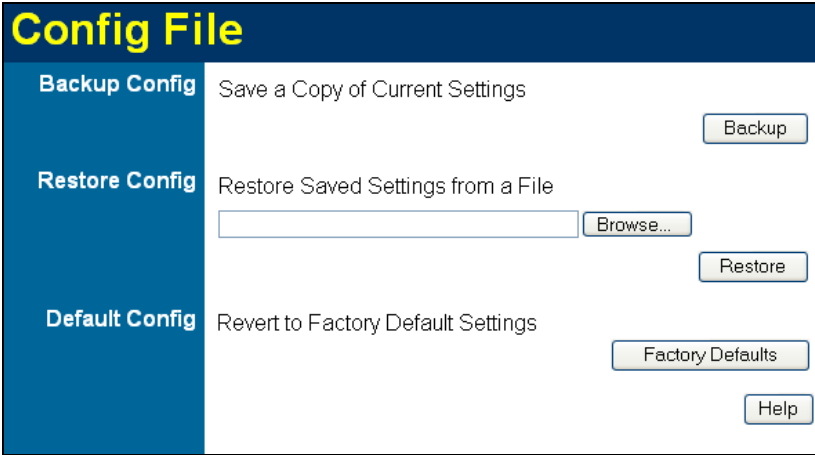 Config File
Backup Config
Save a Copy of Current Settings
Backup
Restore Config
Restore Saved Settings from a File
Browse...
Restore
Default Config
Revert to Factory Default Settings
Factory Defaults
Help